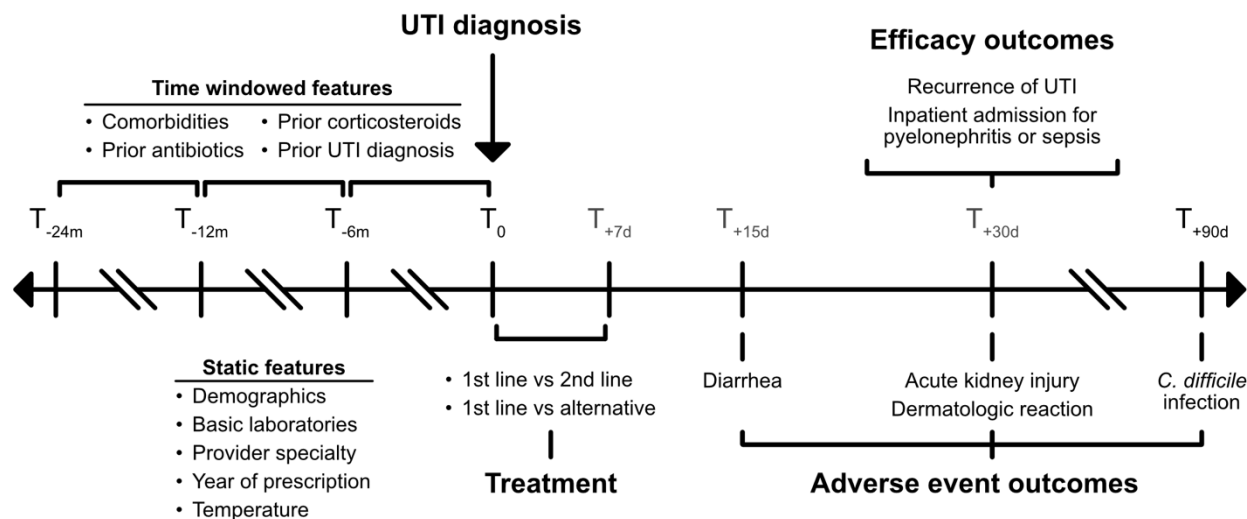 UTI diagnosis
Efficacy outcomes
Recurrence of UTI
Inpatient admission for
pyelonephritis or sepsis
Time windowed features
• Comorbidities • Prior corticosteroids
• Prior antibiotics • Prior UTI diagnosis
T-24m T-12m T-6m T0 T+7d T+15d T+30d T+90d
Static features
• Demographics
• Basic laboratories
• Provider specialty
• Year of prescription
• Temperature
• 1st line vs 2nd line
• 1st line vs alternative
Treatment
Diarrhea
Acute kidney injury
Dermatologic reaction
C. difficile
infection
Adverse event outcomes